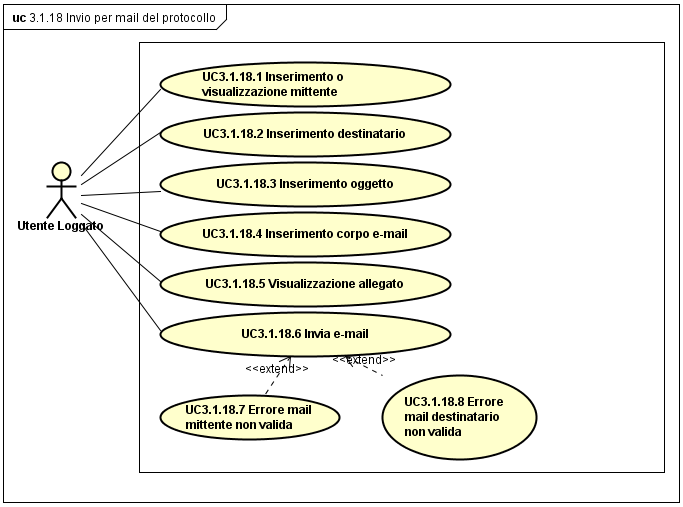 uc 3.1.18 Invio per mail del protocollo
UC3.1.18.1 Inserimento o
visualizzazione mittente
UC3.1.18.2 Inserimento destinatario
UC3.1.18.3 Inserimento oggetto
Utente Loggato
UC3.1.18.4 Inserimento corpo e-mail
UC3.1.18.5 Visualizzazione allegato
UC3.1.18.6 Invia e-mail
<<extend>>
<<extend>>
UC3.1.18.7 Errore mail
mittente non valida
UC3.1.18.8 Errore
mail destinatario
non valida